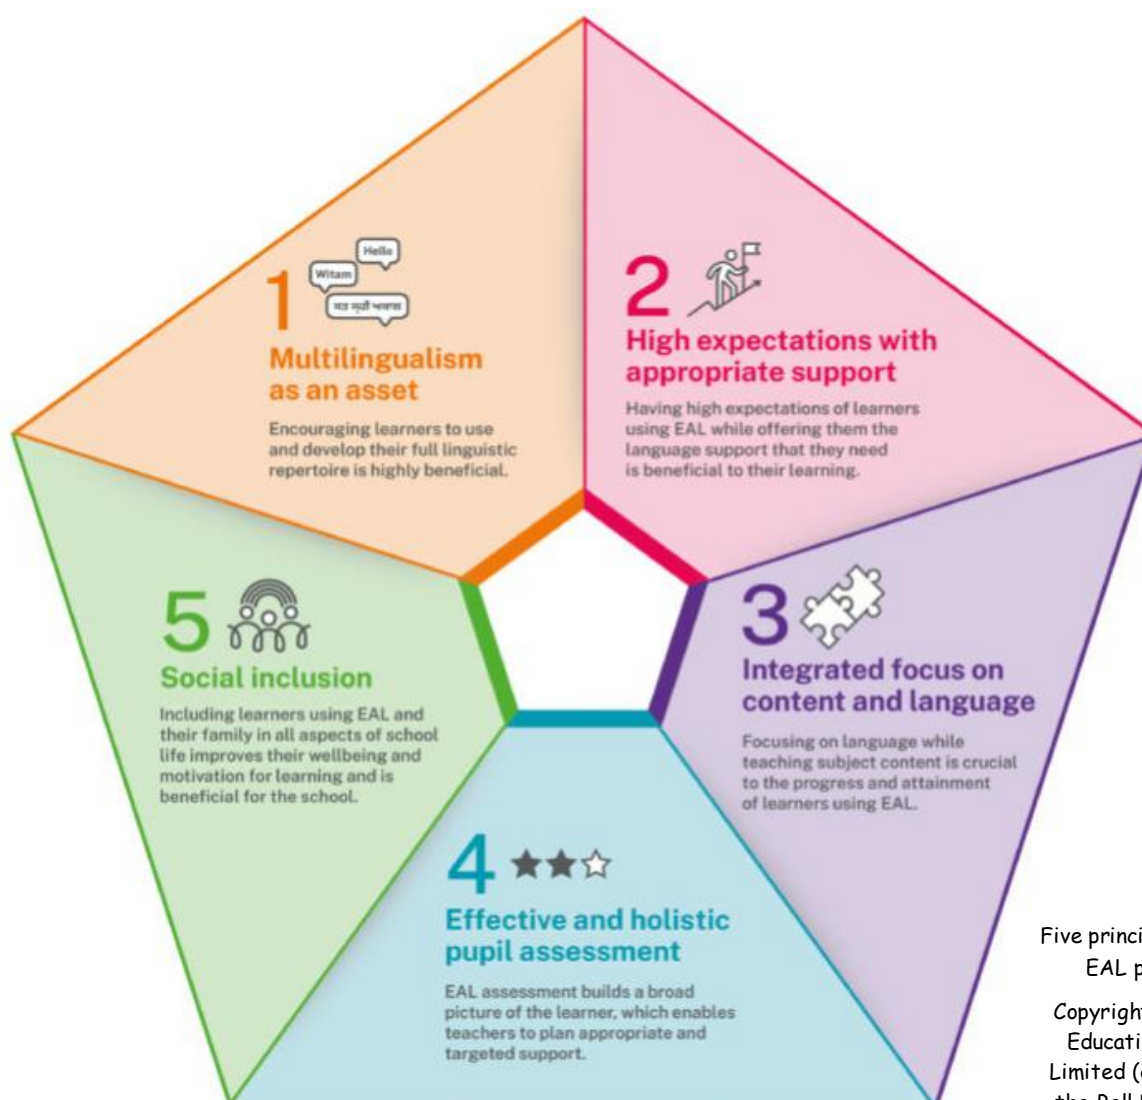 1
Hello
Witam
ਸਤ ਸ੍ਰੀ ਅਕਾਲ
Multilingualism
as an asset
Encouraging learners to use
and develop their full linguistic
repertoire is highly beneficial.
2
High expectations with
appropriate support
Having high expectations of learners
using EAL while offering them the
language support that they need
is beneficial to their learning.
3
Integrated focus on
content and language
Focusing on language while
teaching subject content is crucial
to the progress and attainment
of learners using EAL.
4
Effective and holistic
pupil assessment
EAL assessment builds a broad
picture of the learner, which enables
teachers to plan appropriate and
targeted support.
5
Social inclusion
Including learners using EAL and
their family in all aspects of school
life improves their wellbeing and
motivation for learning and is
beneficial for the school.
Five princi
EAL p
Copyright
Educati
Limited (
the Bell